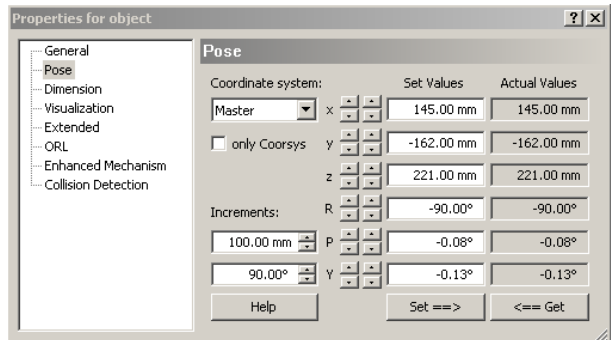 Properties for object
General
Pose
Dimension
Visualization
Extended
ORL
Enhanced Mechanism
Collision Detection
Pose
Coordinate system: Set Values Actual Values
Master x 145.00 mm 145.00 mm
only Coorsys y -162.00 mm -162.00 mm
z 221.00 mm 221.00 mm
Increments: R -90.00° -90.00°
100.00 mm P -0.08° -0.08°
90.00° Y -0.13° -0.13°
Help Set ==> <== Get